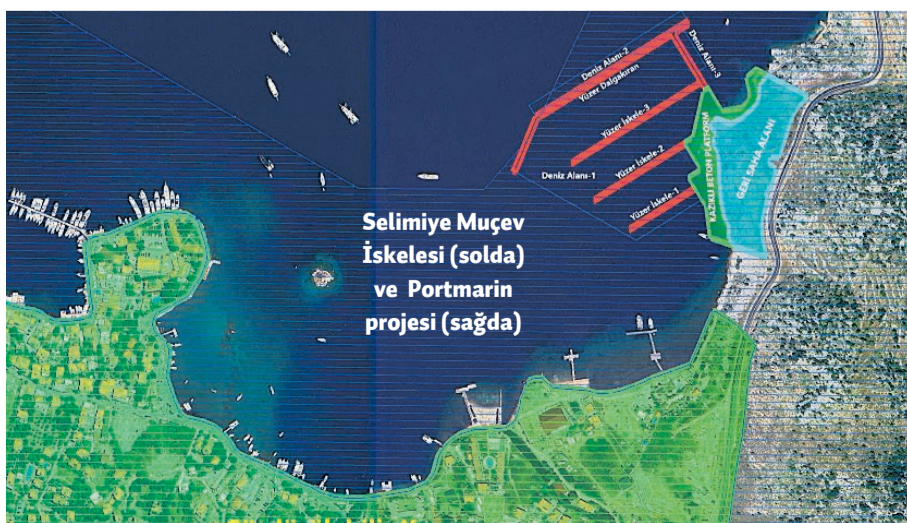 Deniz Alanı-2
Yüzer Dalgakıran
Deniz Alanı-3
Yüzer İskele-3
Yüzer İskele-2
Deniz Alanı-1
Yüzer İskele-1
KAZIKLI BETON PLATFORM
GERİ SAHA ALANI
Selimiye Muçev
İskelesi (solda)
ve Portmarin
projesi (sağda)